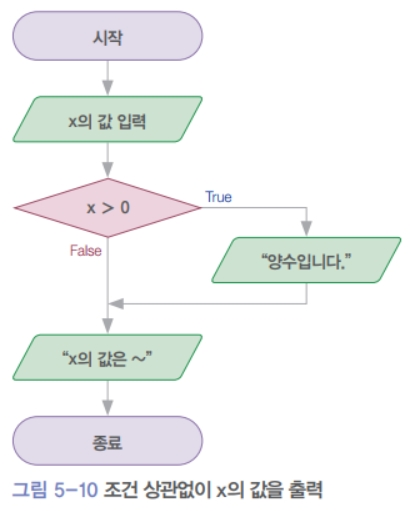 시작
x의 값 입력
x > 0
True
False
“양수입니다.”
“x의 값은 ~”
종료
그림 5-10 조건 상관없이 x의 값을 출력